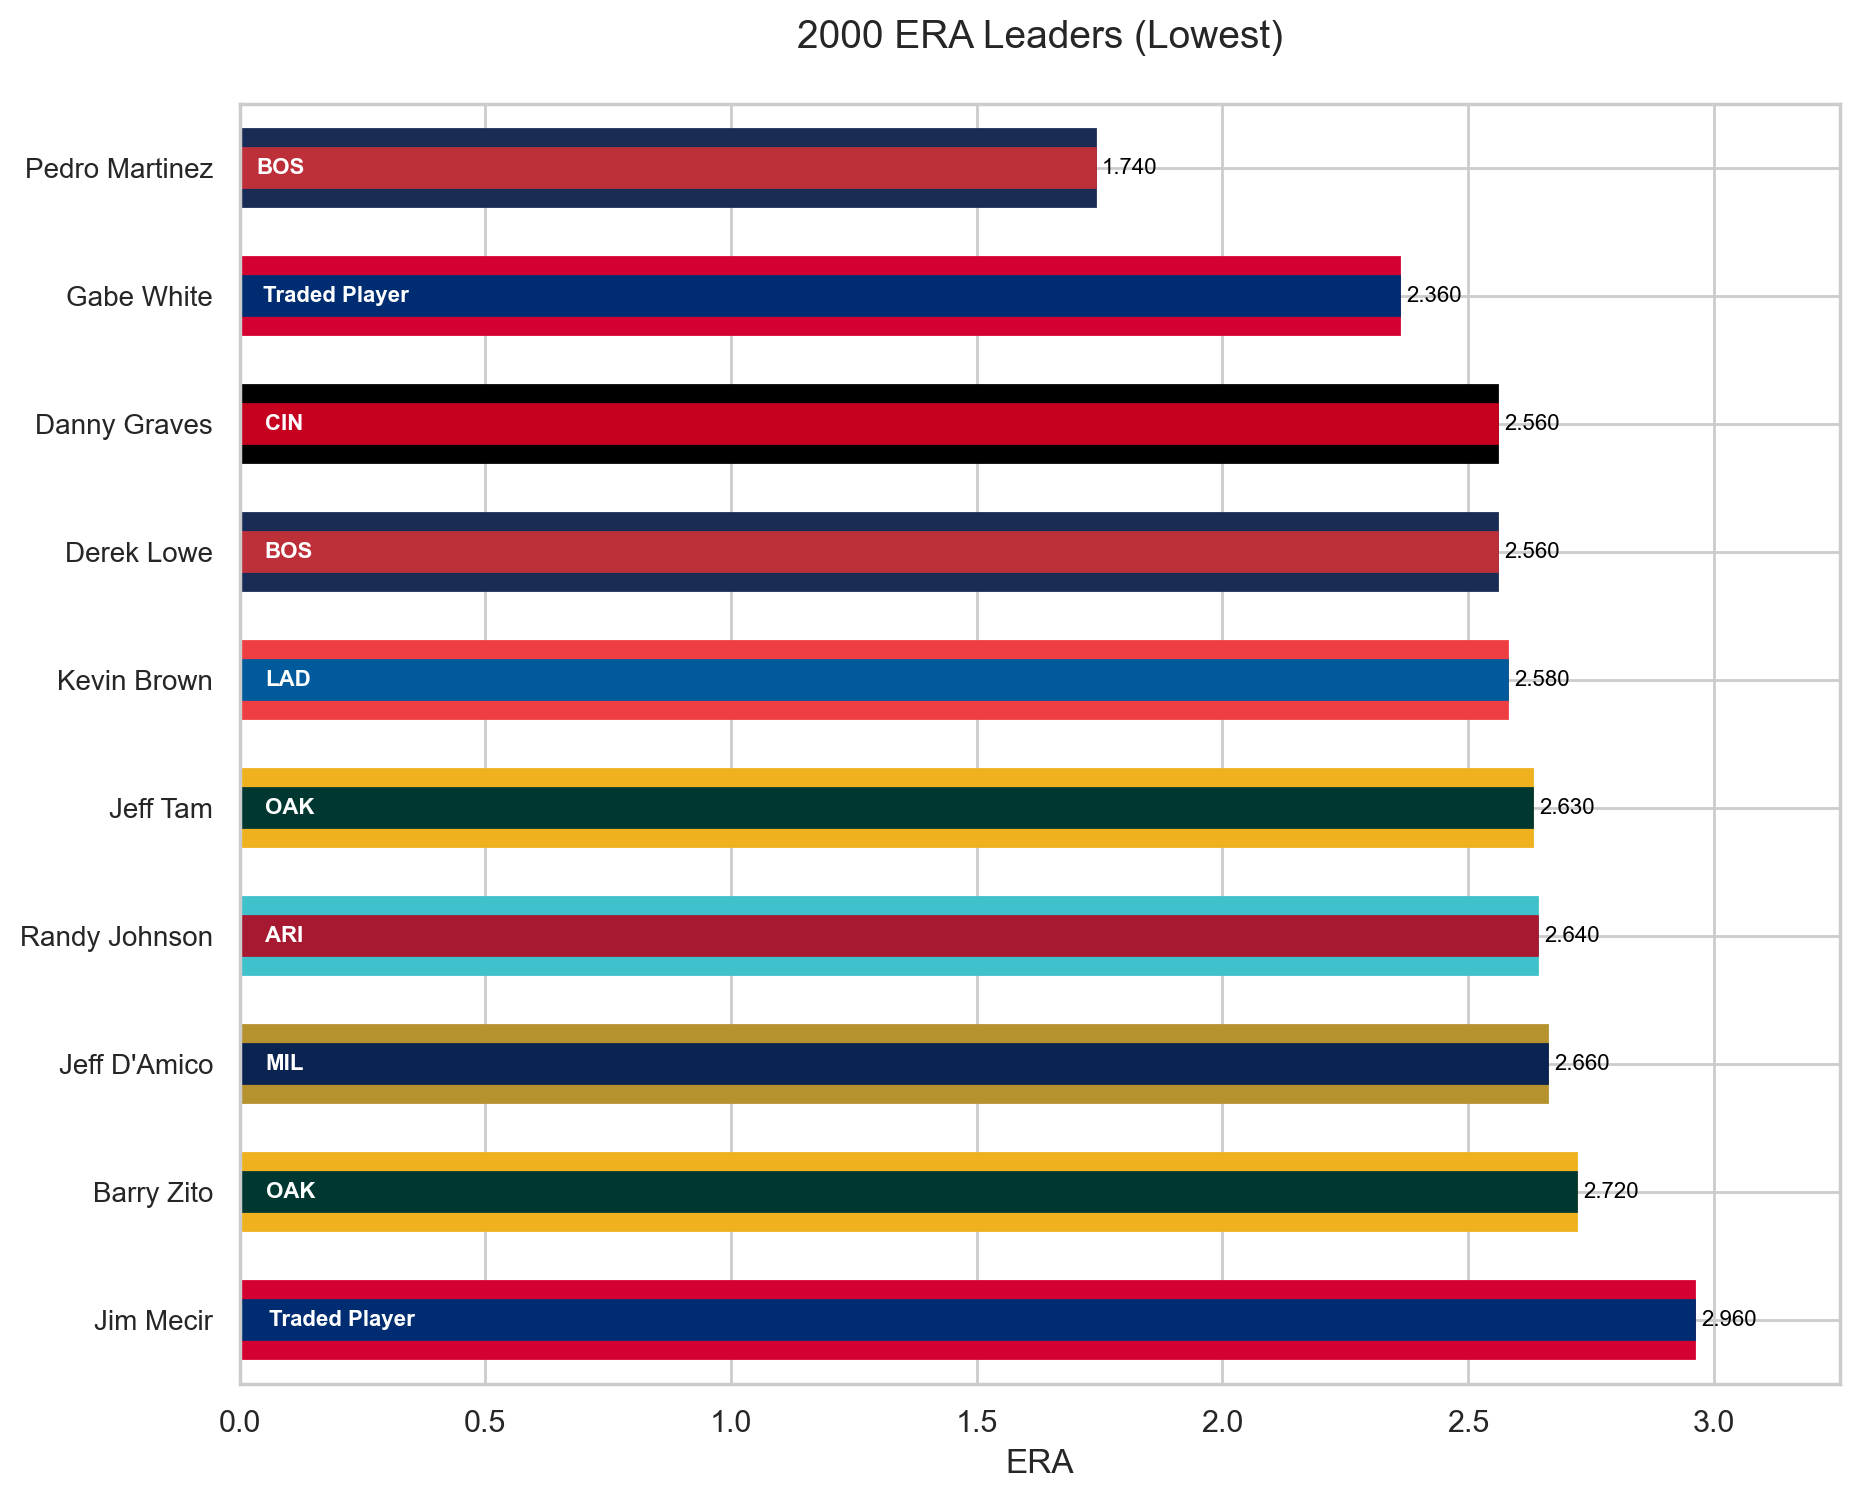 2000 ERA Leaders (Lowest)
Pedro Martinez BOS 1.740
Gabe White Traded Player 2.360
Danny Graves CIN 2.560
Derek Lowe BOS 2.560
Kevin Brown LAD 2.580
Jeff Tam OAK 2.630
Randy Johnson ARI 2.640
Jeff D'Amico MIL 2.660
Barry Zito OAK 2.720
Jim Mecir Traded Player 2.960
0.0 0.5 1.0 1.5 2.0 2.5 3.0
ERA